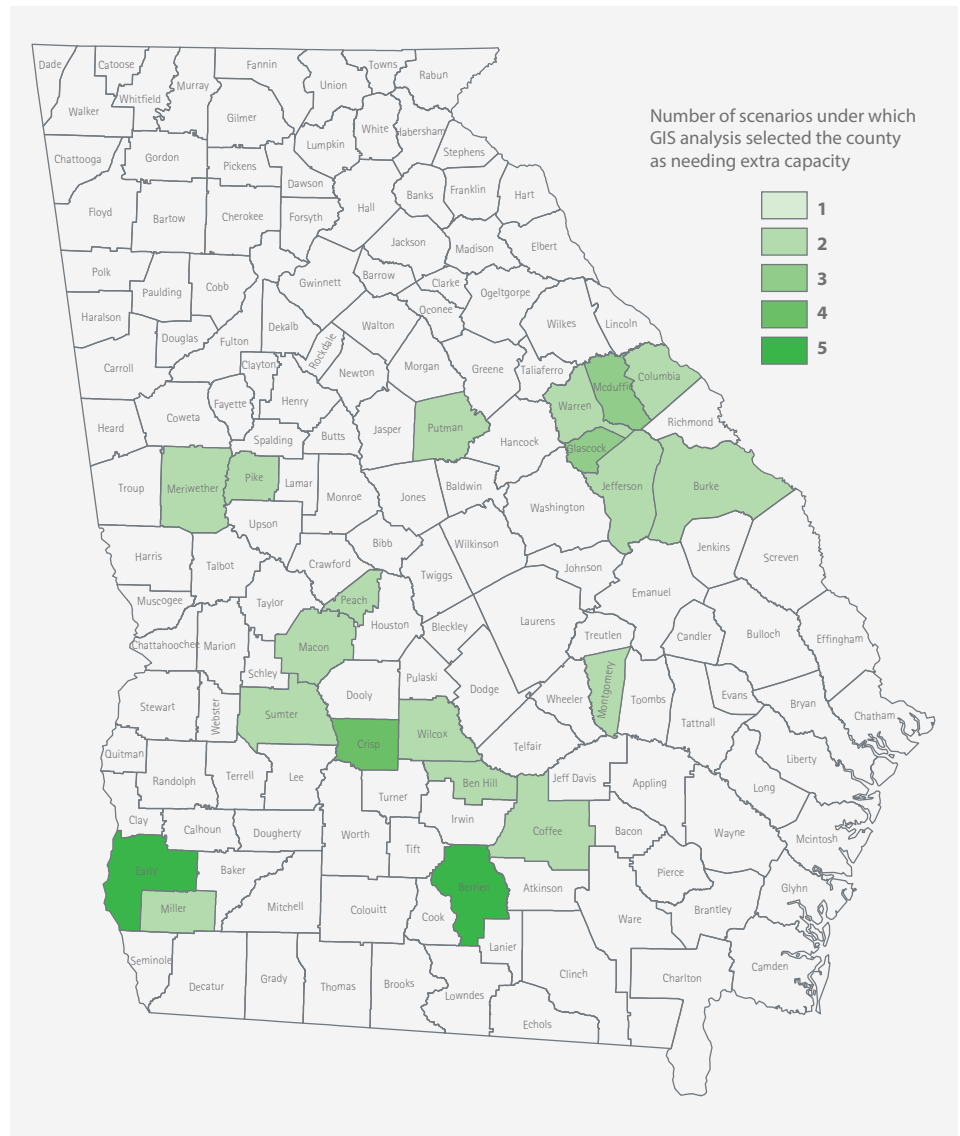 Dade
Catoose
Fannin
Towns
Rabun
Union
Murray
Whitfield
Walker
Gilmer
White
Habersham
Lumpkin
Stephens
Chattooga
Gordon
Pickens
Dawson
Banks
Franklin
Hart
Hall
Floyd
Bartow
Cherokee
Forsyth
Jackson
Madison
Elbert
Polk
Paulding
Cobb
Gwinnett
Barrow
Clarke
Ogeltgorpe
Oconee
Haralson
Douglas
Fulton
Dekalb
Rockdale
Walton
Wilkes
Lincoln
Carroll
Clayton
Newton
Morgan
Greene
Taliaferro
Columbia
Mcduffi
Warren
Heard
Coweta
Fayette
Henry
Spalding
Butts
Jasper
Putman
Hancock
Richmond
Glascock
Troup
Meriwether
Pike
Lamar
Monroe
Jones
Baldwin
Washington
Jefferson
Burke
Upson
Bibb
Wilkinson
Jenkins
Screven
Harris
Talbot
Crawford
Twiggs
Johnson
Emanuel
Muscogee
Taylor
Peach
Houston
Bleckley
Laurens
Treutlen
Candler
Bulloch
Effingham
Chattahoochee
Marion
Macon
Schley
Dooly
Pulaski
Dodge
Wheeler
Montgomery
Toombs
Evans
Tattnall
Bryan
Chatham
Stewart
Webster
Sumter
Crisp
Wilcox
Telfair
Quitman
Randolph
Terrell
Lee
Turner
Ben Hill
Jeff Davis
Appling
Long
Liberty
Clay
Calhoun
Dougherty
Worth
Tift
Irwin
Coffee
Bacon
Wayne
Mcintosh
Early
Baker
Miller
Mitchell
Colouitt
Cook
Berrien
Atkinson
Pierce
Ware
Brantley
Glyhn
Seminole
Decatur
Grady
Thomas
Brooks
Lowndes
Lanier
Clinch
Echols
Charlton
Camden
Number of scenarios under which
GIS analysis selected the county
as needing extra capacity
1
2
3
4
5